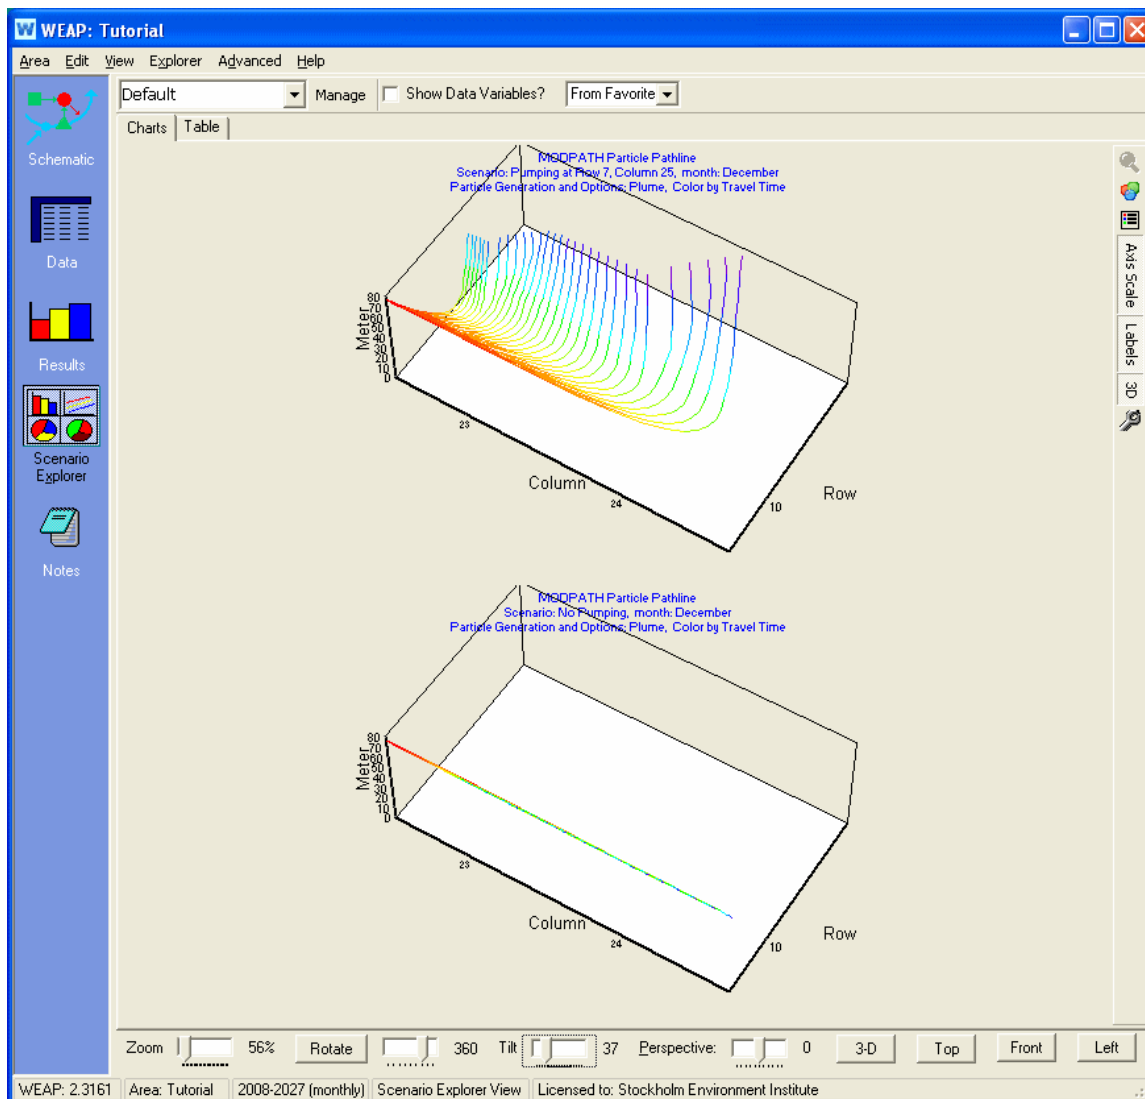 WEAP: Tutorial
Area Edit View Explorer Advanced Help
Default Manage Show Data Variables? From Favorite
Charts Table
Schematic
Data
Results
Scenario
Explorer
Notes
MODPATH Particle Pathline
Scenario: Pumping at Row 7, Column 25, month: December
Particle Generation and Options; Plume, Color by Travel Time
80
70
60
50
40
30
20
10
0
Meter
23
Column
24
10
Row
MODPATH Particle Pathline
Scenario: No Pumping, month: December
Particle Generation and Options; Plume, Color by Travel Time
80
70
60
50
40
30
20
10
0
Meter
23
Column
24
10
Row
Axis Scale
Labels
3D
Zoom 56% Rotate 360 Tilt 37 Perspective: 0 3-D Top Front Left
WEAP: 2.3161 Area: Tutorial 2008-2027 (monthly) Scenario Explorer View Licensed to: Stockholm Environment Institute